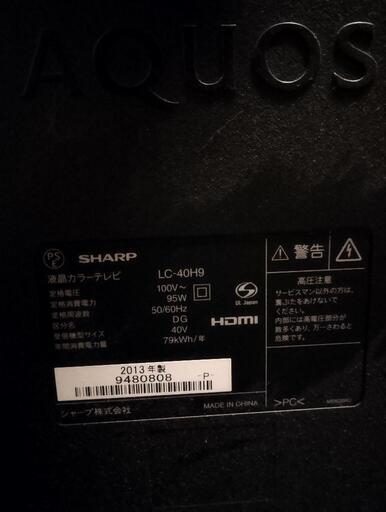 AQUOS
PS
E
SHARP
LC-40H9
液晶カラーテレビ
定格電圧 100V~
定格消費電力 95W
定格周波数 50/60Hz
区分名 DG
受信機型サイズ 40V
年間消費電力量 79kWh/年
UL Japan
HDMI
2013年製
9480808
-P-
シャープ株式会社
MADE IN CHINA
警告
高圧注意
サービスマン以外の方は、
裏ぶたをあけないで
ください。
内部には高電圧部分が
数多くあり、万一さわると
危険です。
>PC<